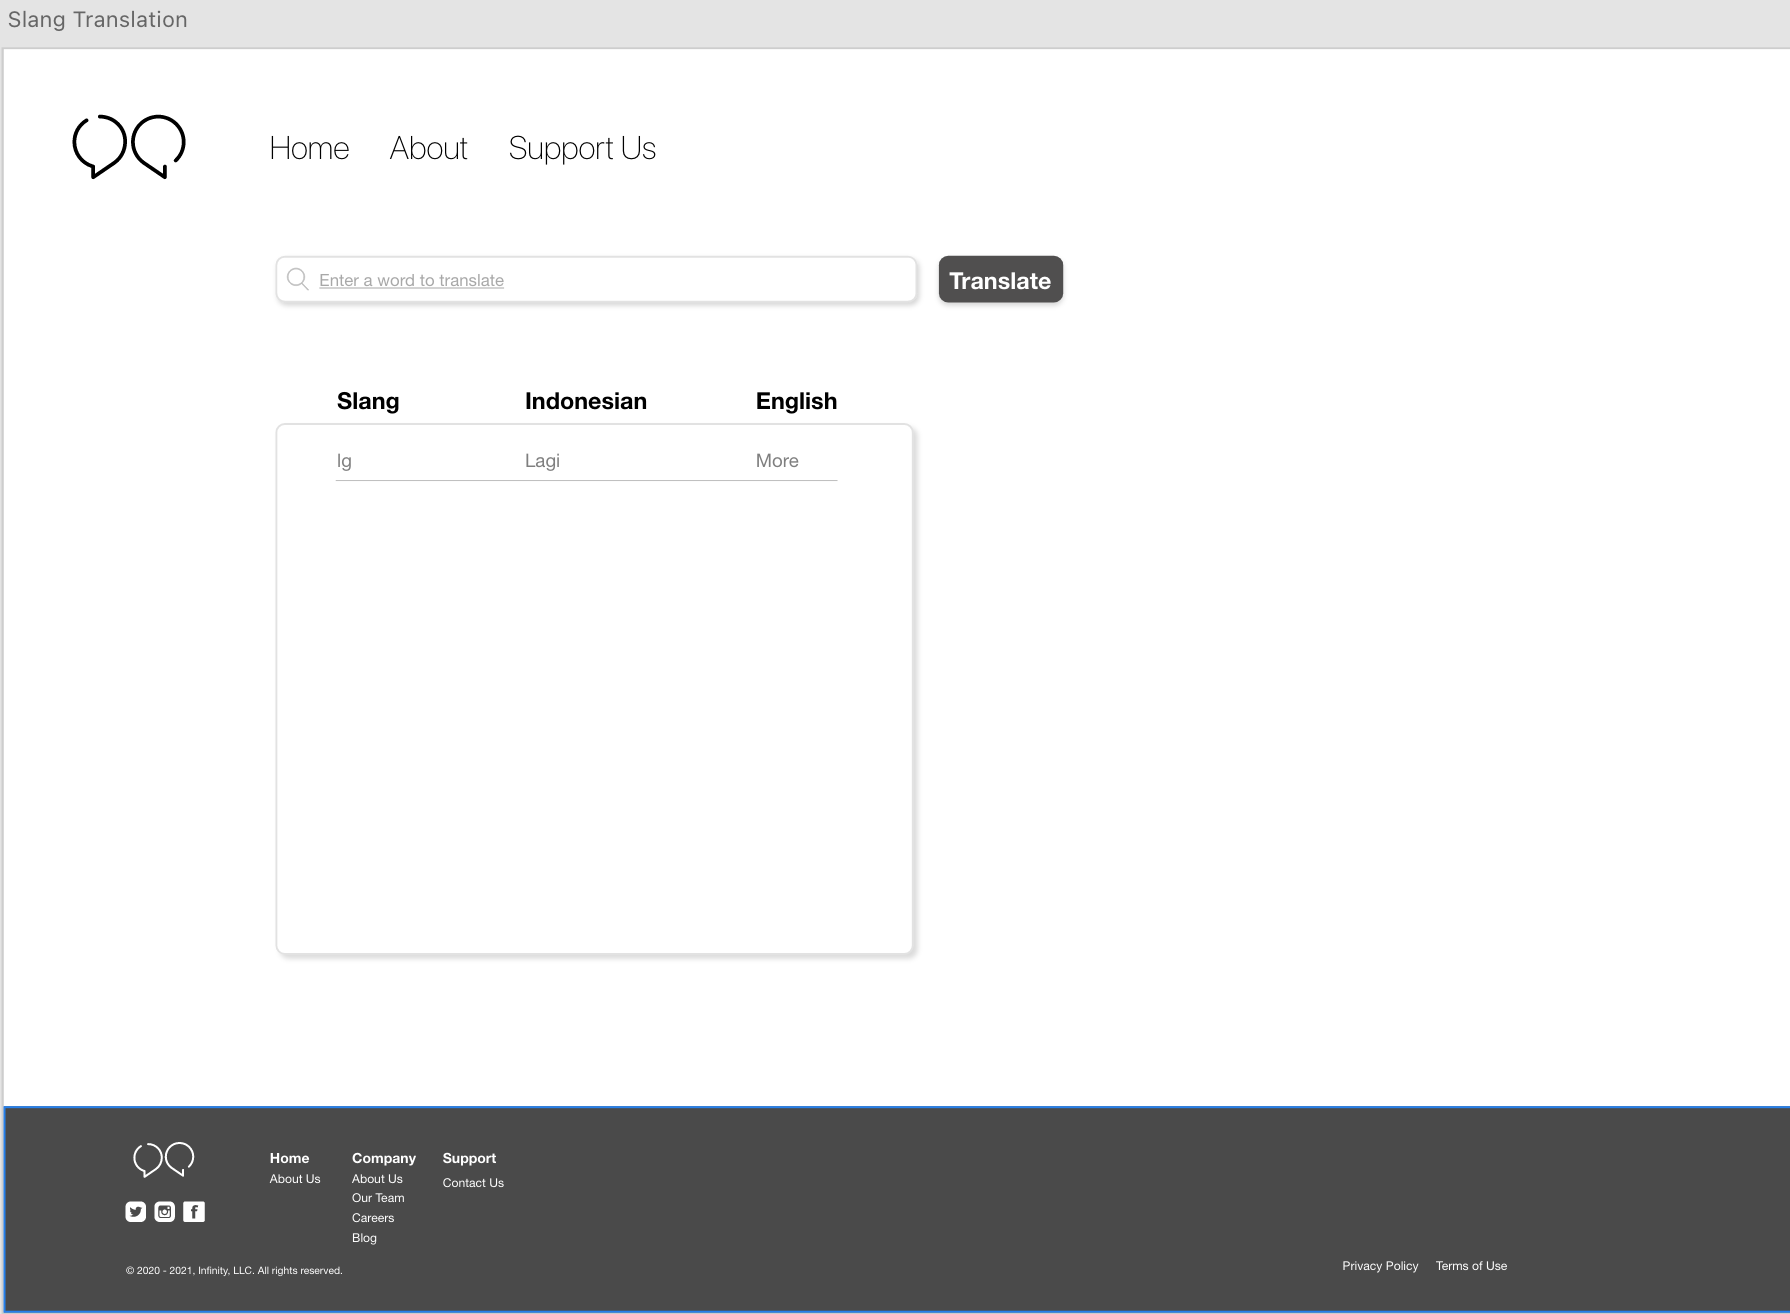 Slang Translation
Home About Support Us
Enter a word to translate
Translate
Slang Indonesian English
lg Lagi More
Home Company Support
About Us About Us Contact Us
Our Team
Careers
Blog
© 2020 - 2021, Infinity, LLC. All rights reserved.
Privacy Policy Terms of Use